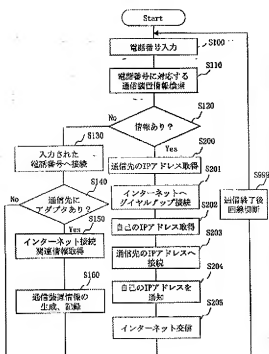 Start
電話番号入力
S100
電話番号に対応する
通信装置情報検索
S110
情報あり?
S120
No
Yes
S130
入力された
電話番号へ接続
S200
通信先のIPアドレス取得
S140
通信先に
アダプタあり?
No
Yes
S201
インターネットへ
ダイヤルアップ接続
S999
通信終了後
回線切断
S202
自己のIPアドレス取得
S150
インターネット接続
関連情報取得
S203
通信先のIPアドレスへ
接続
S160
通信装置情報の
生成、記録
S204
自己のIPアドレスを
通知
S205
インターネット交信